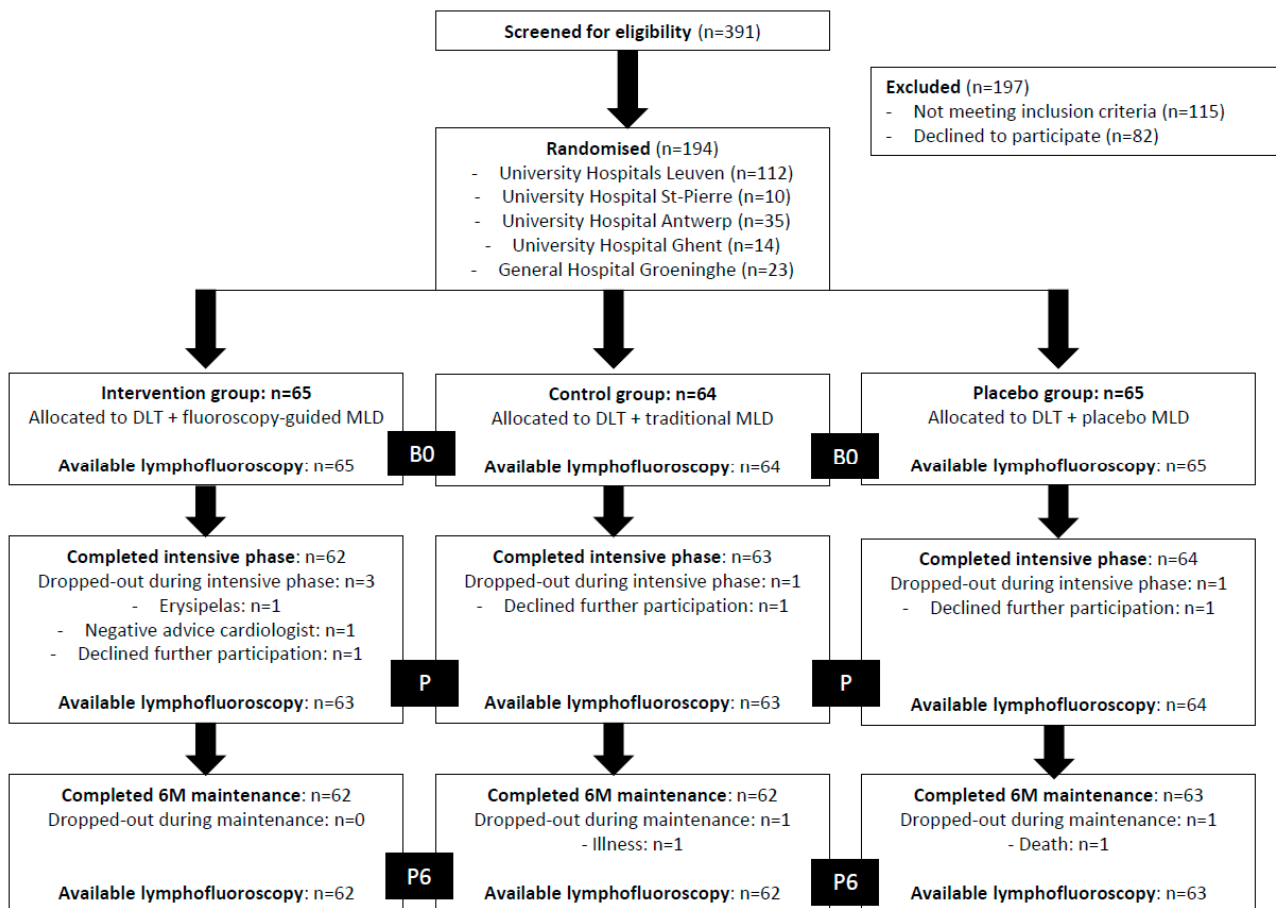 Screened for eligibility (n=391)
Excluded (n=197)
- Not meeting inclusion criteria (n=115)
- Declined to participate (n=82)
Randomised (n=194)
- University Hospitals Leuven (n=112)
- University Hospital St-Pierre (n=10)
- University Hospital Antwerp (n=35)
- University Hospital Ghent (n=14)
- General Hospital Groeninghe (n=23)
Intervention group: n=65
Allocated to DLT + fluoroscopy-guided MLD
Available lymphofluoroscopy: n=65
B0
Control group: n=64
Allocated to DLT + traditional MLD
Available lymphofluoroscopy: n=64
B0
Placebo group: n=65
Allocated to DLT + placebo MLD
Available lymphofluoroscopy: n=65
Completed intensive phase: n=62
Dropped-out during intensive phase: n=3
- Erysipelas: n=1
- Negative advice cardiologist: n=1
- Declined further participation: n=1
Available lymphofluoroscopy: n=63
P
Completed intensive phase: n=63
Dropped-out during intensive phase: n=1
- Declined further participation: n=1
Available lymphofluoroscopy: n=63
P
Completed intensive phase: n=64
Dropped-out during intensive phase: n=1
- Declined further participation: n=1
Available lymphofluoroscopy: n=64
Completed 6M maintenance: n=62
Dropped-out during maintenance: n=0
Available lymphofluoroscopy: n=62
P6
Completed 6M maintenance: n=62
Dropped-out during maintenance: n=1
- Illness: n=1
Available lymphofluoroscopy: n=62
P6
Completed 6M maintenance: n=63
Dropped-out during maintenance: n=1
- Death: n=1
Available lymphofluoroscopy: n=63